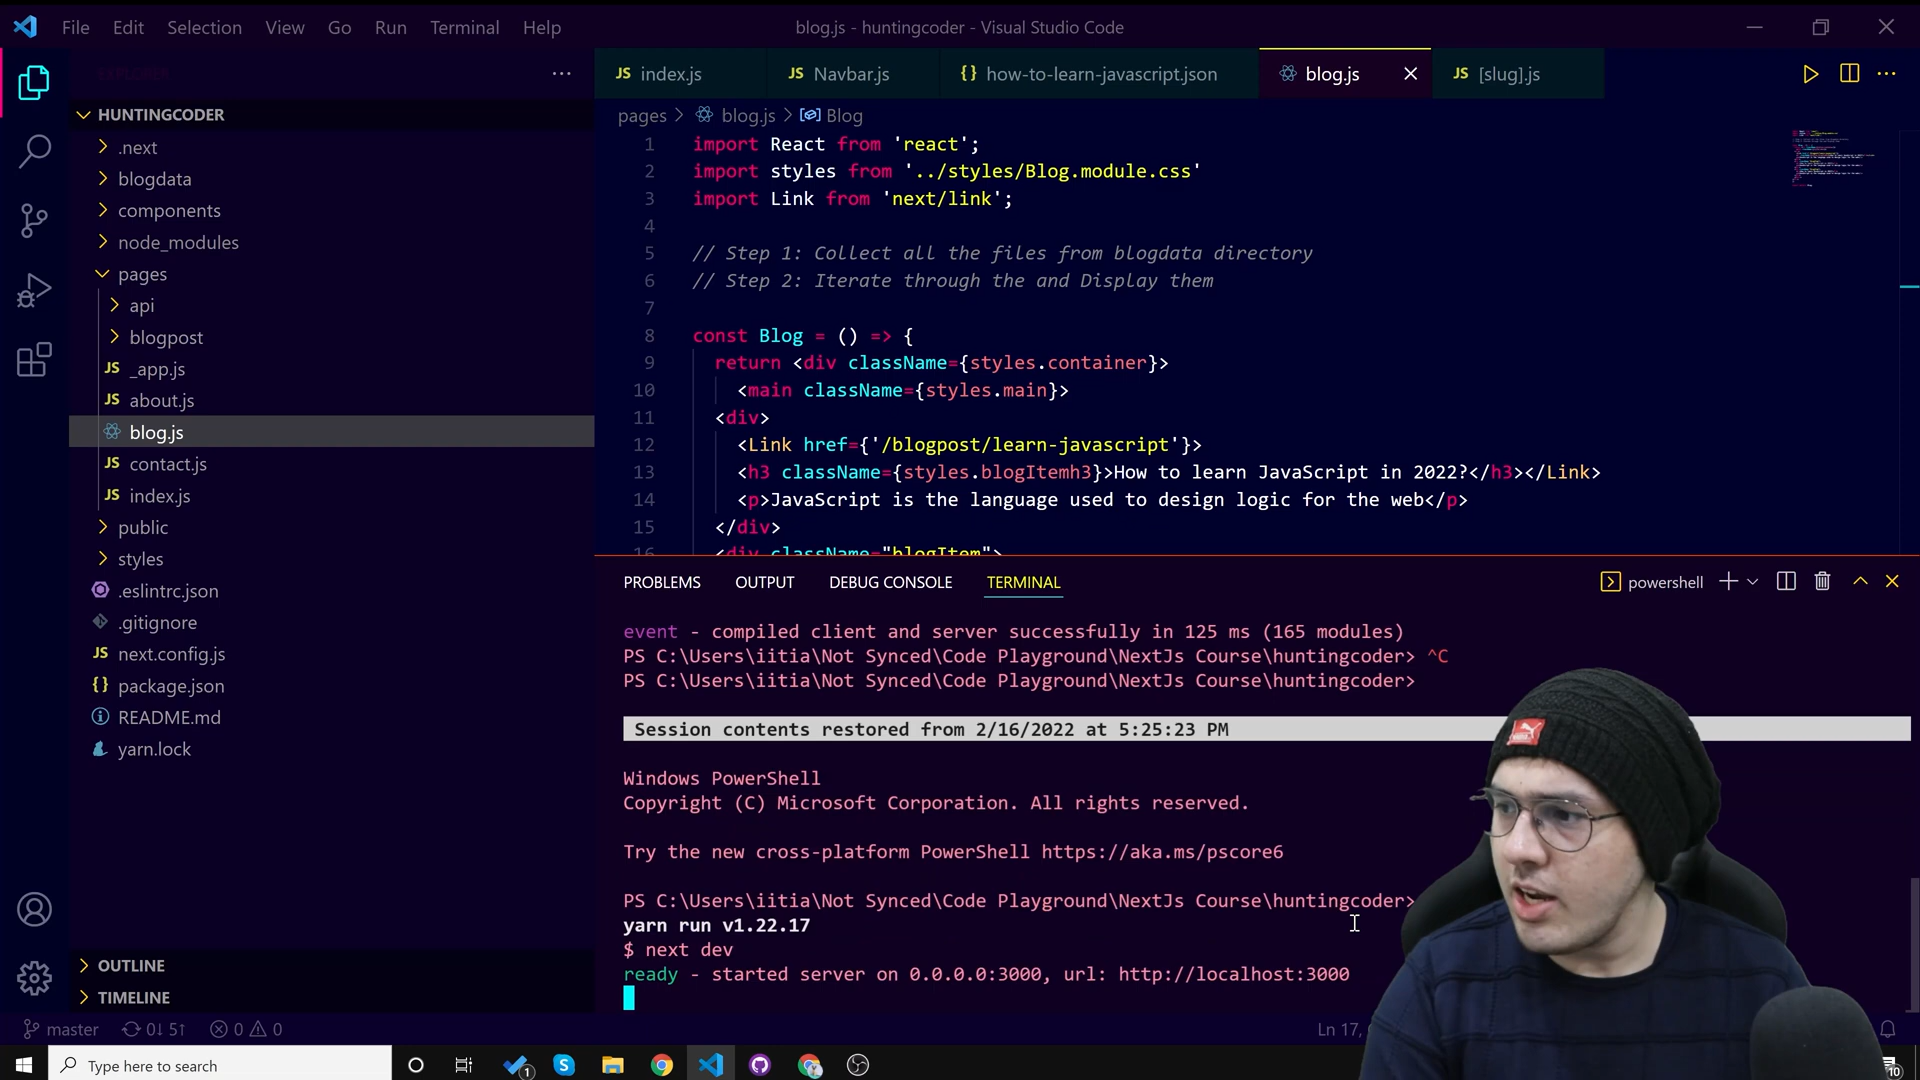 File Edit Selection View Go Run Terminal Help
blog.js - huntingcoder - Visual Studio Code
EXPLORER
HUNTINGCODER
.next
blogdata
components
node_modules
pages
api
blogpost
JS _app.js
JS about.js
blog.js
JS contact.js
JS index.js
public
styles
.eslintrc.json
.gitignore
JS next.config.js
{} package.json
README.md
yarn.lock
OUTLINE
TIMELINE
JS index.js JS Navbar.js {} how-to-learn-javascript.json blog.js JS [slug].js
pages > blog.js > Blog
1 import React from 'react';
2 import styles from '../styles/Blog.module.css'
3 import Link from 'next/link';
4
5 // Step 1: Collect all the files from blogdata directory
6 // Step 2: Iterate through the and Display them
7
8 const Blog = () => {
9 return <div className={styles.container}>
10 <main className={styles.main}>
11 <div>
12 <Link href={'/blogpost/learn-javascript'}>
13 <h3 className={styles.blogItemh3}>How to learn JavaScript in 2022?</h3></Link>
14 <p>JavaScript is the language used to design logic for the web</p>
15 </div>
16 <div className="blogItem">
PROBLEMS OUTPUT DEBUG CONSOLE TERMINAL
powershell
event - compiled client and server successfully in 125 ms (165 modules)
PS C:\Users\iitia\Not Synced\Code Playground\NextJs Course\huntingcoder> ^C
PS C:\Users\iitia\Not Synced\Code Playground\NextJs Course\huntingcoder>
Session contents restored from 2/16/2022 at 5:25:23 PM
Windows PowerShell
Copyright (C) Microsoft Corporation. All rights reserved.
Try the new cross-platform PowerShell https://aka.ms/pscore6
PS C:\Users\iitia\Not Synced\Code Playground\NextJs Course\huntingcoder>
yarn run v1.22.17
$ next dev
ready - started server on 0.0.0.0:3000, url: http://localhost:3000
master 0↓ 5↑ 0 0
Ln 17,
Type here to search
1
10